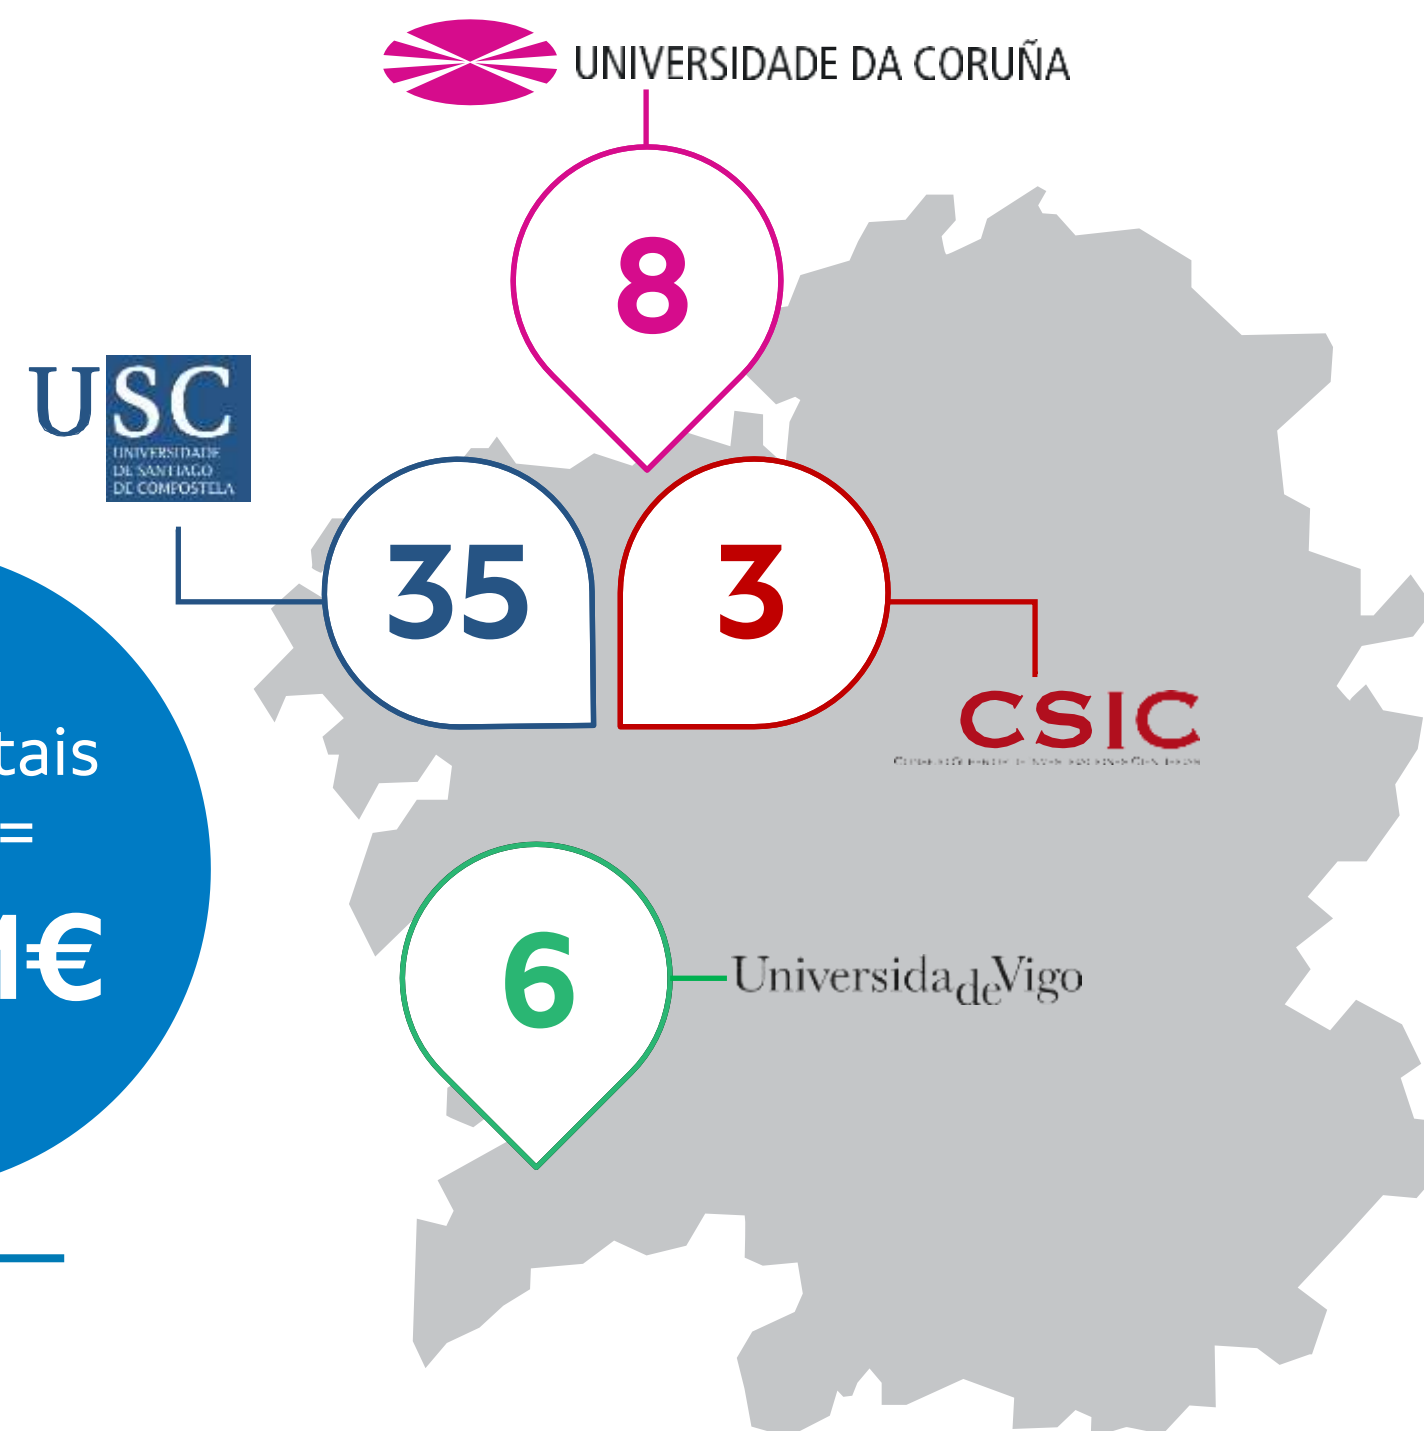 UNIVERSIDADE DA CORUÑA
8
USC
UNIVERSIDADE
DE SANTIAGO
DE COMPOSTELA
35
3
CSIC
tais
=
€
6
UniversidadeVigo